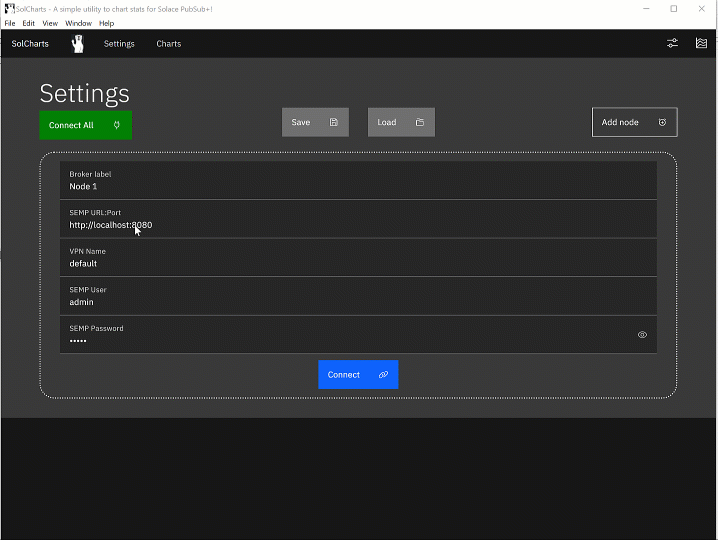 SolCharts - A simple utility to chart stats for Solace PubSub+!
File Edit View Window Help
SolCharts Settings Charts
Settings
Connect All
Save
Load
Add node
Broker label
Node 1
SEMP URL:Port
http://localhost:8080
VPN Name
default
SEMP User
admin
SEMP Password
•••••
Connect